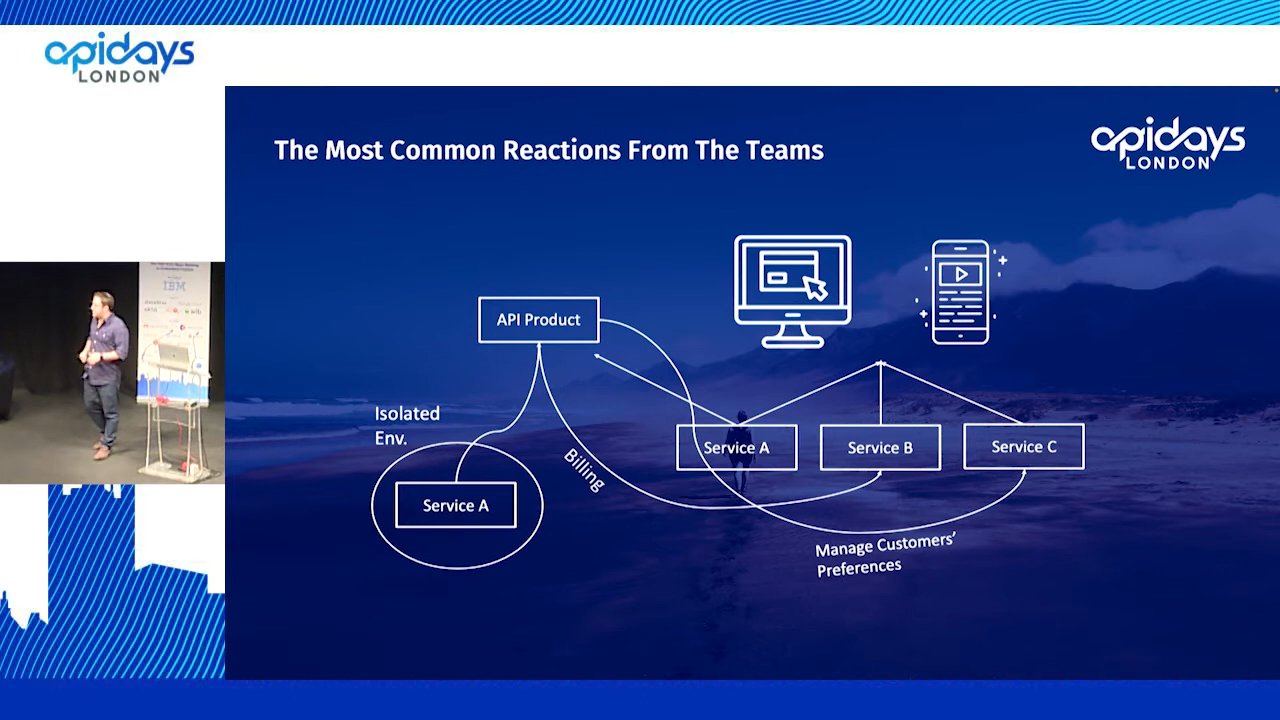 apidays
LONDON
The Most Common Reactions From The Teams
apidays
LONDON
IBM
API Product
Isolated
Env.
Service A
Billing
Service A
Service B
Service C
Manage Customers'
Preferences